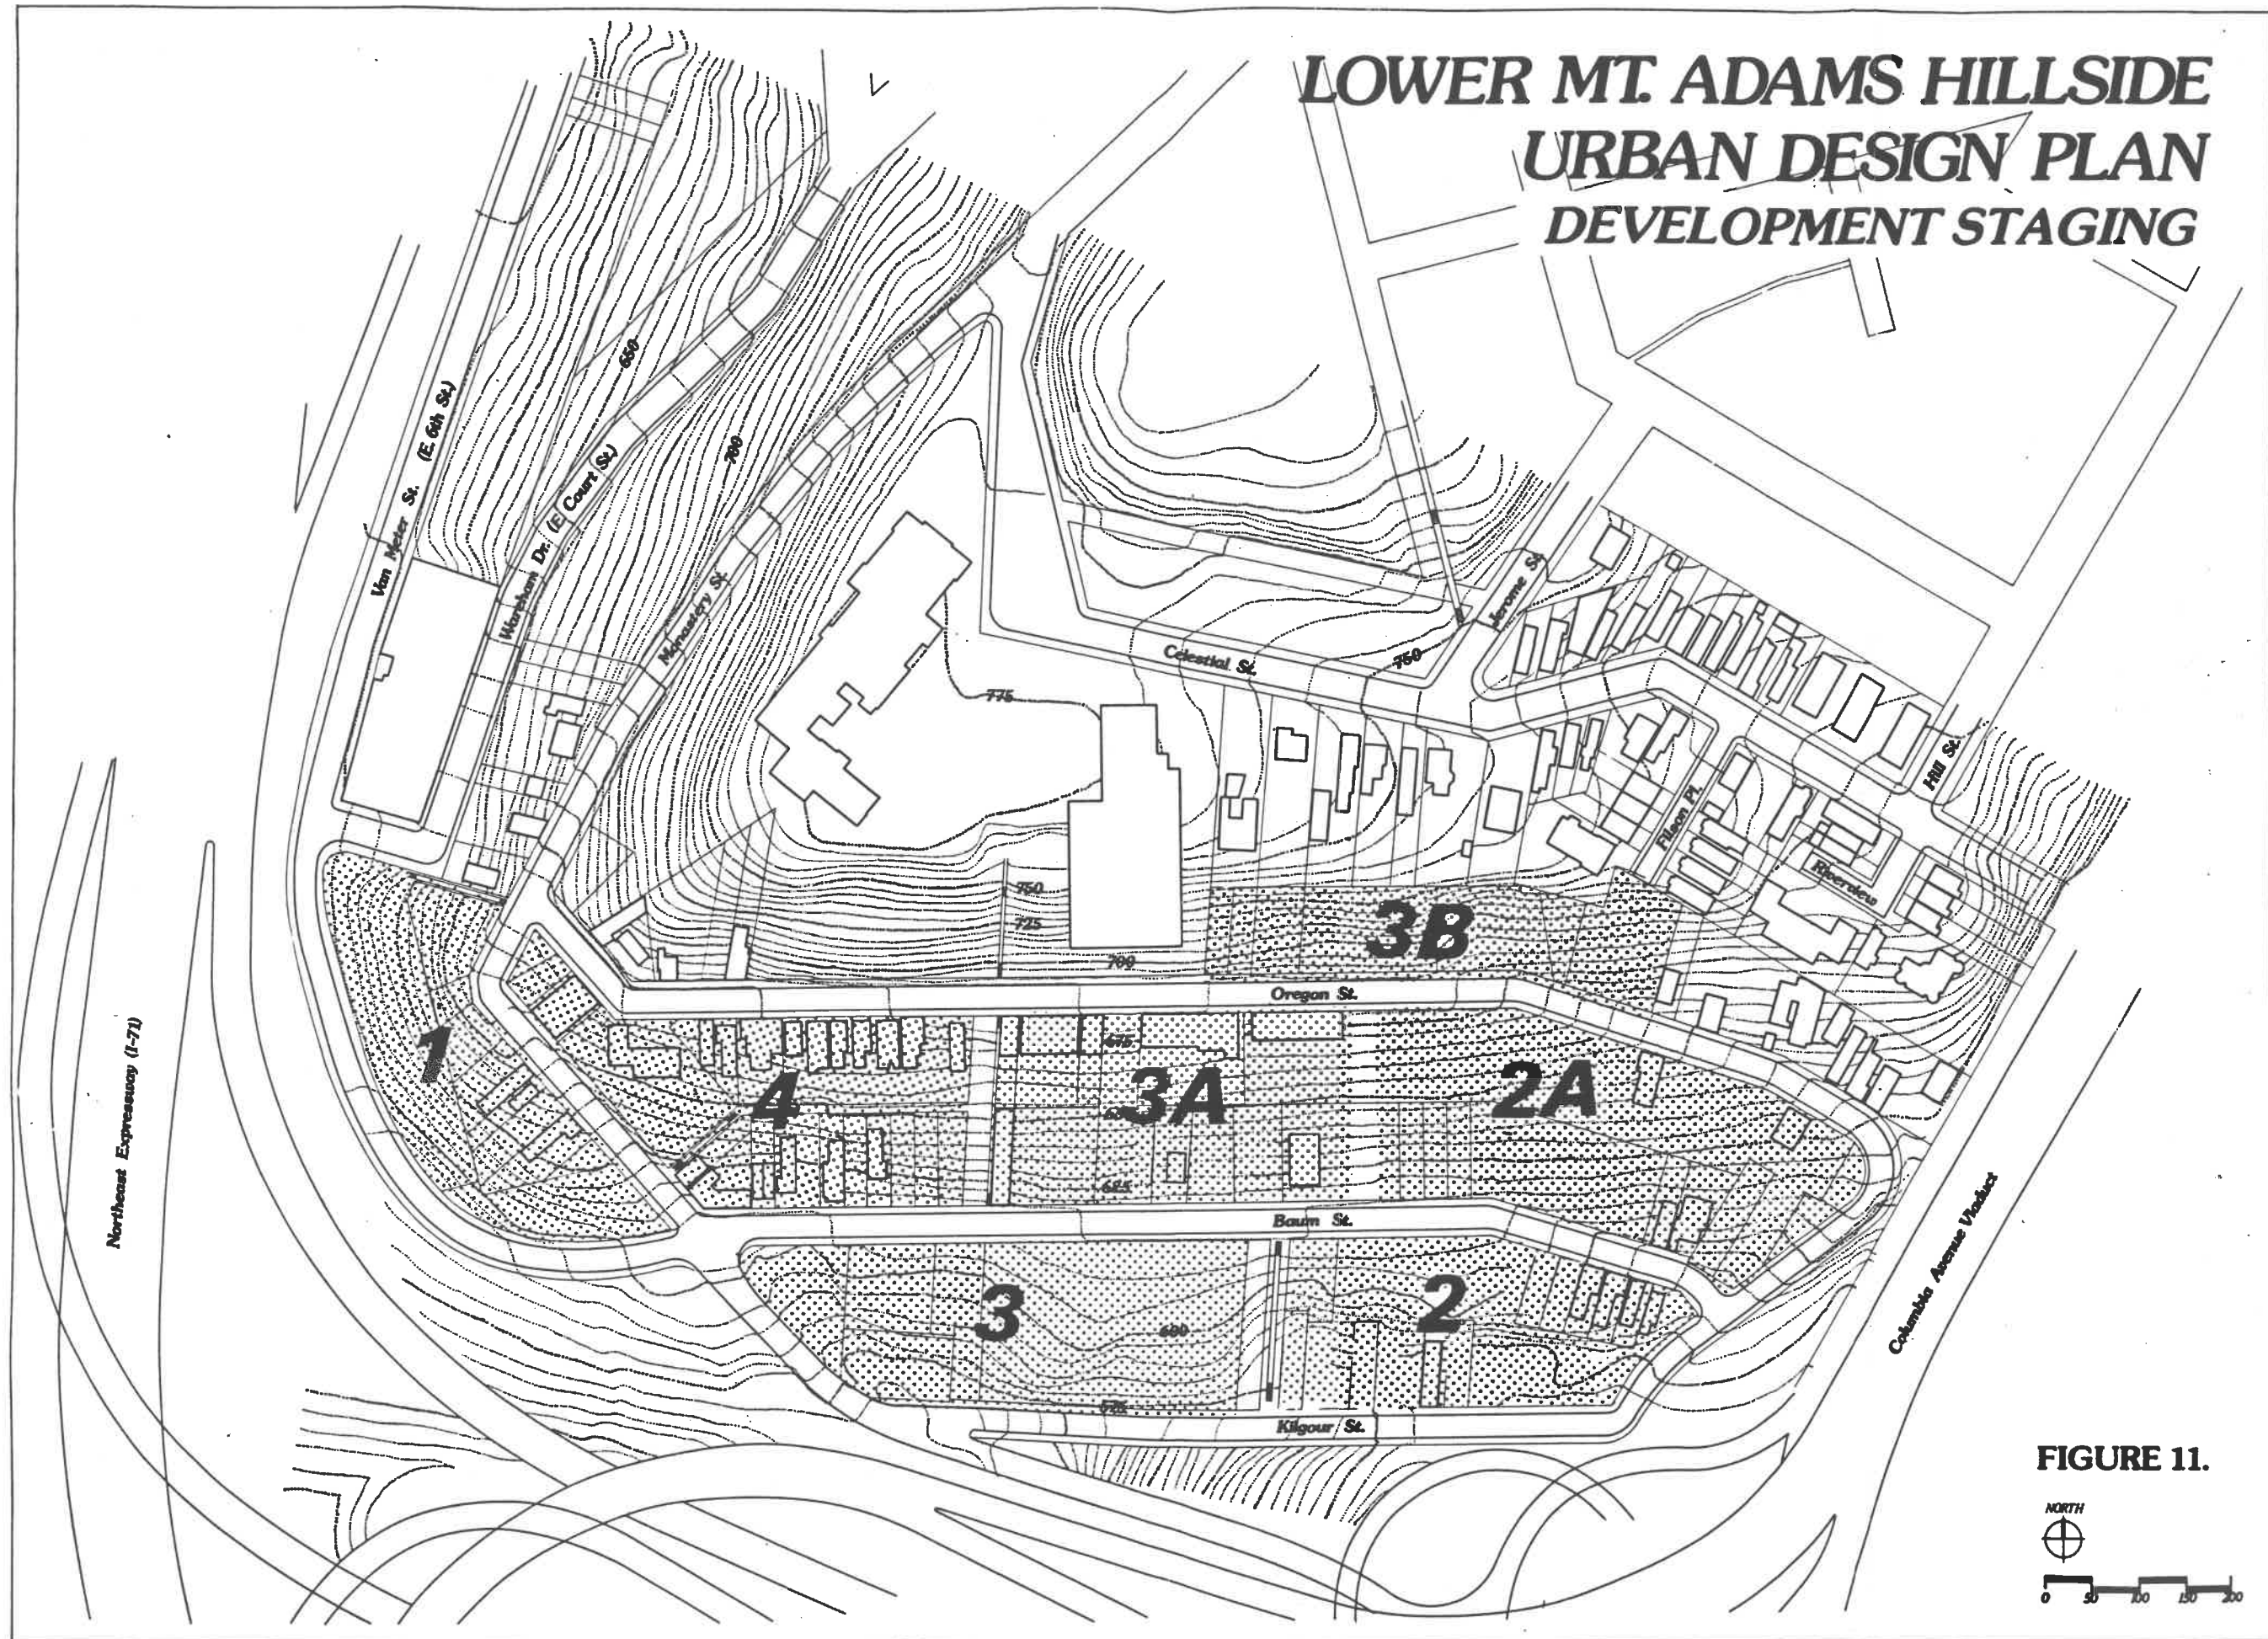 LOWER MT. ADAMS HILLSIDE
URBAN DESIGN PLAN
DEVELOPMENT STAGING
650
Van Meter St. (E. 6th St.)
Wareham Dr. (E. Court St.)
700
Monastery St.
Jerome St.
Celestial St.
750
775
Hill St.
Filson Pl.
Riverview
750
725
700
3B
Oregon St.
1
675
4
3A
2A
625
Northeast Expressway (I-71)
Baum St.
Columbia Avenue Viaduct
3
2
600
575
Kilgour St.
FIGURE 11.
NORTH
0 50 100 150 200